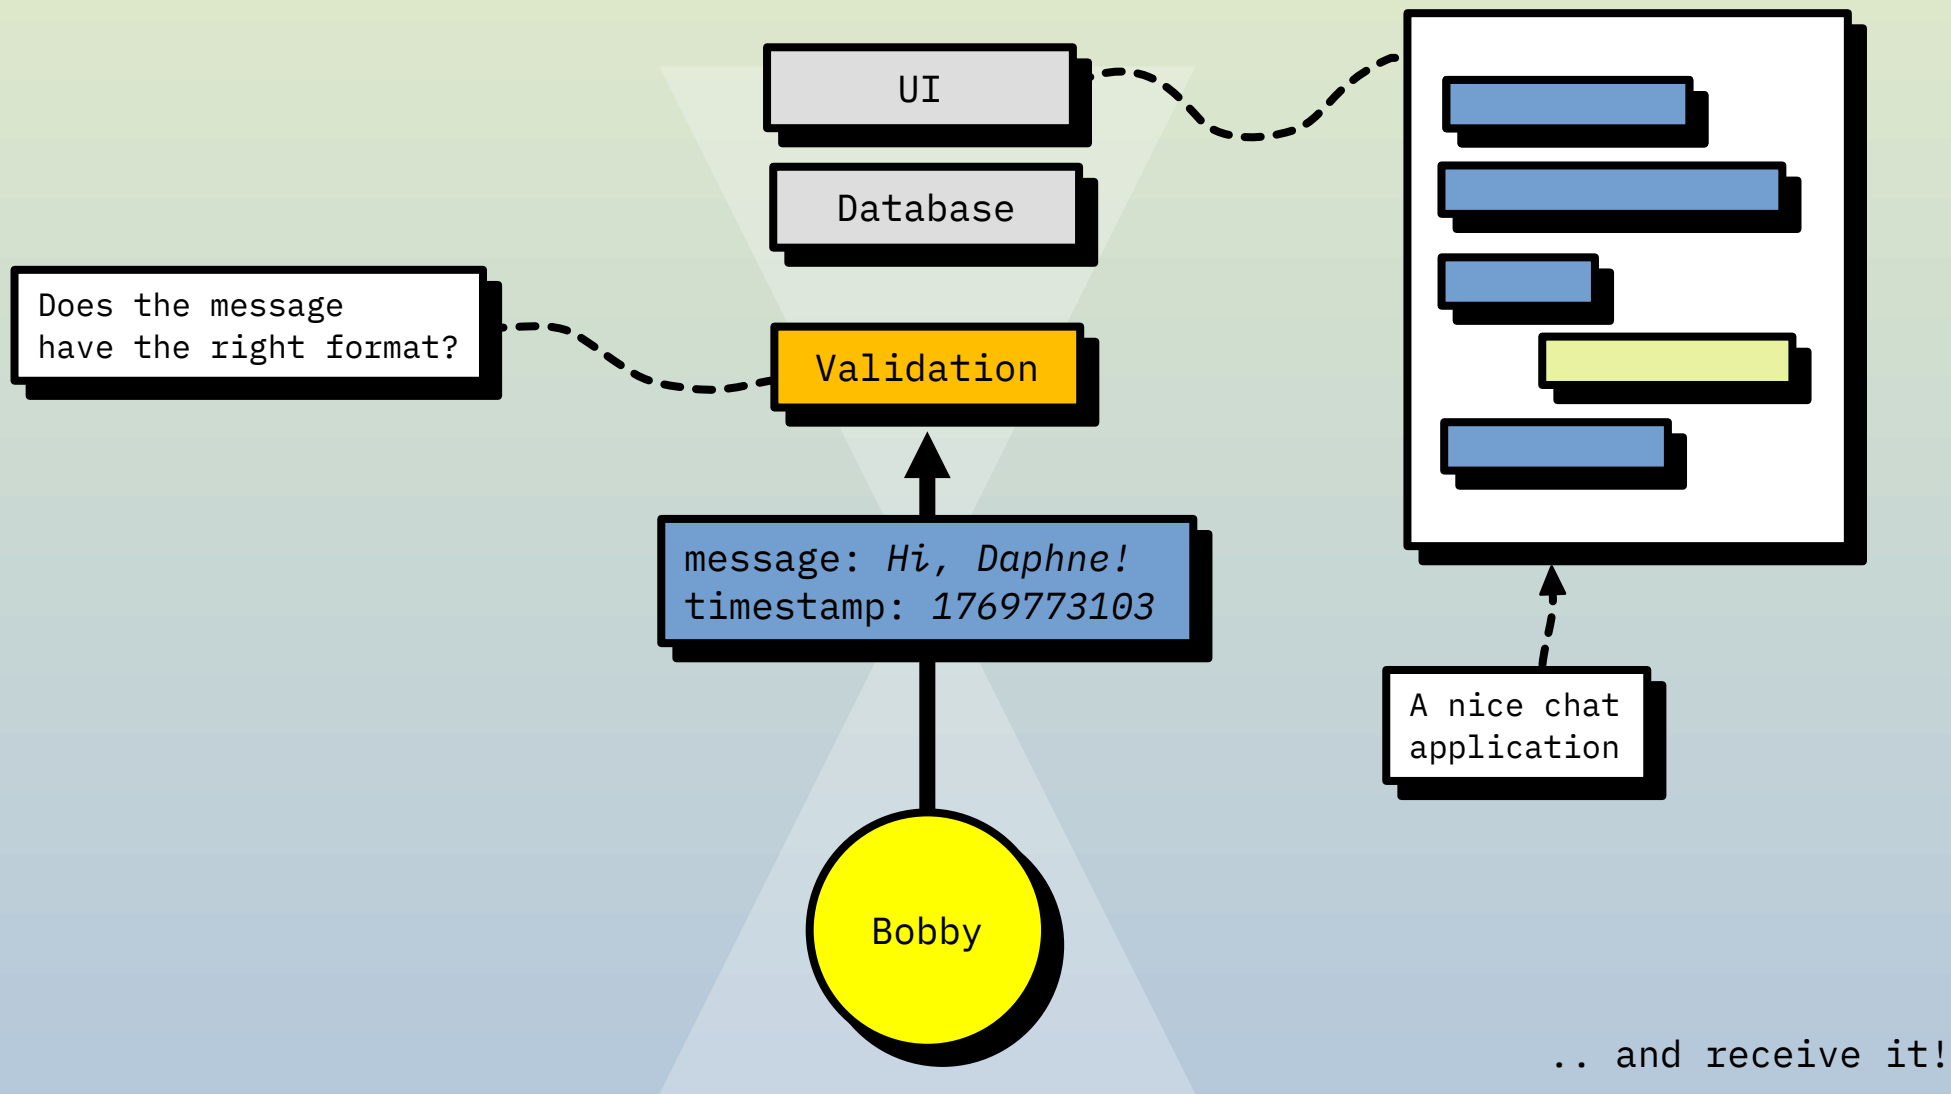 UI
Database
Does the message
have the right format?
Validation
message: Hi, Daphne!
timestamp: 1769773103
A nice chat
application
Bobby
.. and receive it!